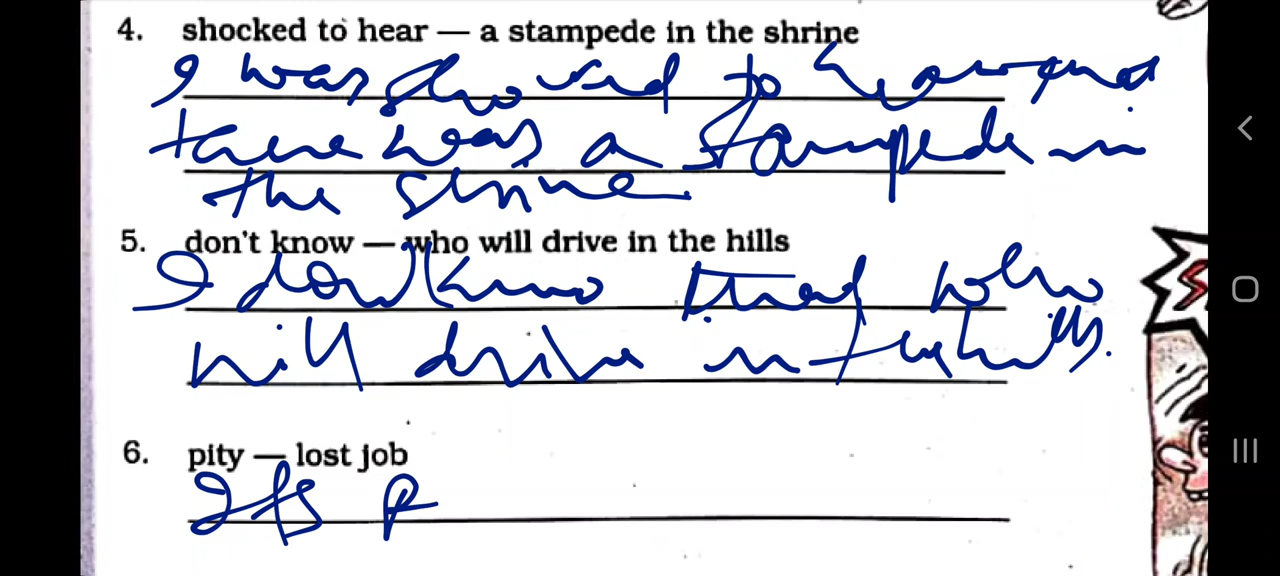 4. shocked to hear — a stampede in the shrine
I was shocked to hear that
there was a stampede in
the shrine.
5. don't know — who will drive in the hills
I don't know that who
will drive in the hills.
6. pity — lost job
Its P